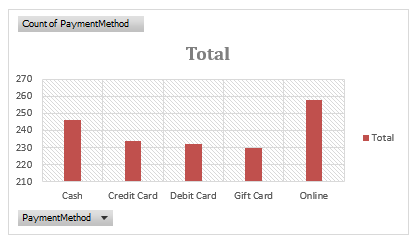 Count of PaymentMethod
Total
270
260
250
240
230
220
210
Cash Credit Card Debit Card Gift Card Online
Total
PaymentMethod